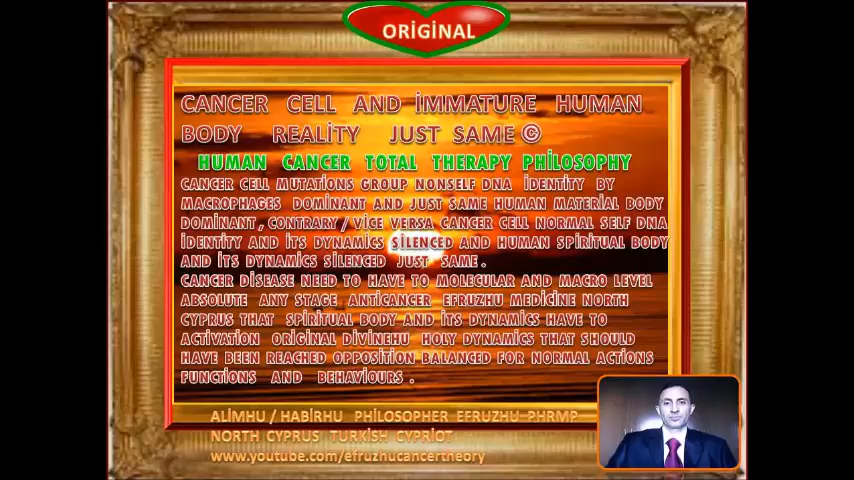 ORİGİNAL
CANCER CELL AND İMMATURE HUMAN
BODY REALİTY JUST SAME ©
HUMAN CANCER TOTAL THERAPY PHİLOSOPHY
CANCER CELL MUTATİONS GROUP NONSELF DNA İDENTİTY BY
MACROPHAGES DOMİNANT AND JUST SAME HUMAN MATERİAL BODY
DOMİNANT , CONTRARY / VİCE VERSA CANCER CELL NORMAL SELF DNA
İDENTİTY AND İTS DYNAMİCS SİLENCED AND HUMAN SPİRİTUAL BODY
AND İTS DYNAMİCS SİLENCED JUST SAME .
CANCER DİSEASE NEED TO HAVE TO MOLECULAR AND MACRO LEVEL
ABSOLUTE ANY STAGE ANTİCANCER EFRUZHU MEDİCİNE NORTH
CYPRUS THAT SPİRİTUAL BODY AND İTS DYNAMİCS HAVE TO
ACTİVATİON ORİGİNAL DİVİNEHU HOLY DYNAMİCS THAT SHOULD
HAVE BEEN REACHED OPPOSİTİON BALANCED FOR NORMAL ACTİONS
FUNCTİONS AND BEHAVİOURS .
ALİMHU / HABİRHU PHİLOSOPHER EFRUZHU PHRMP
NORTH CYPRUS TURKİSH CYPRİOT
www.youtube.com/efruzhucancertheory